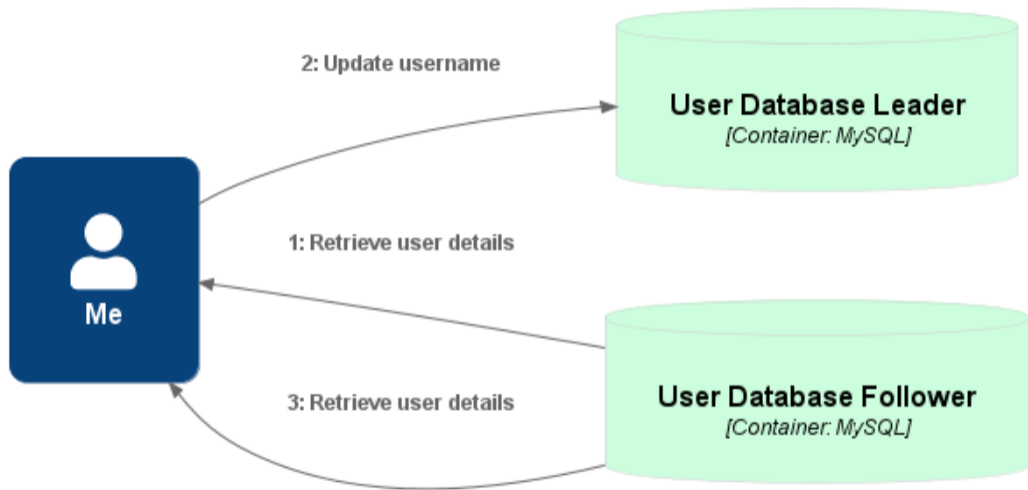 2: Update username
User Database Leader
[Container: MySQL]
1: Retrieve user details
Me
3: Retrieve user details
User Database Follower
[Container: MySQL]